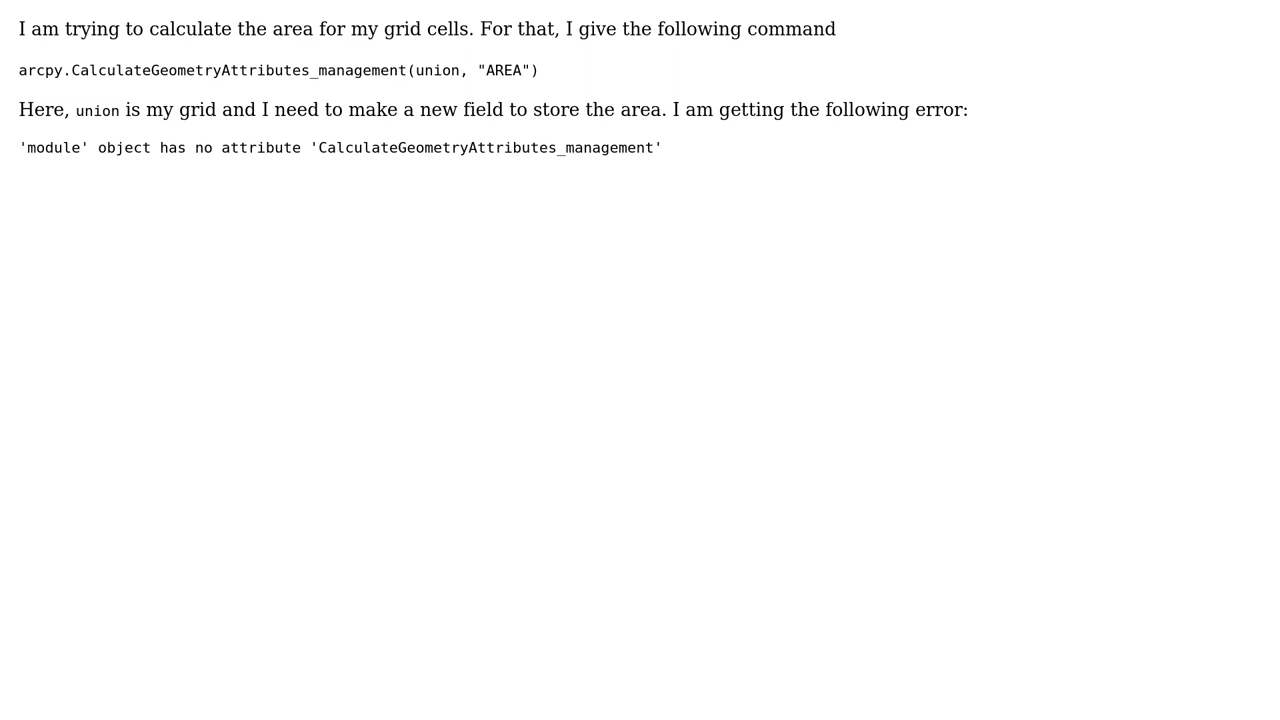 I am trying to calculate the area for my grid cells. For that, I give the following command
arcpy.CalculateGeometryAttributes_management(union, "AREA")
Here, union is my grid and I need to make a new field to store the area. I am getting the following error:
'module' object has no attribute 'CalculateGeometryAttributes_management'